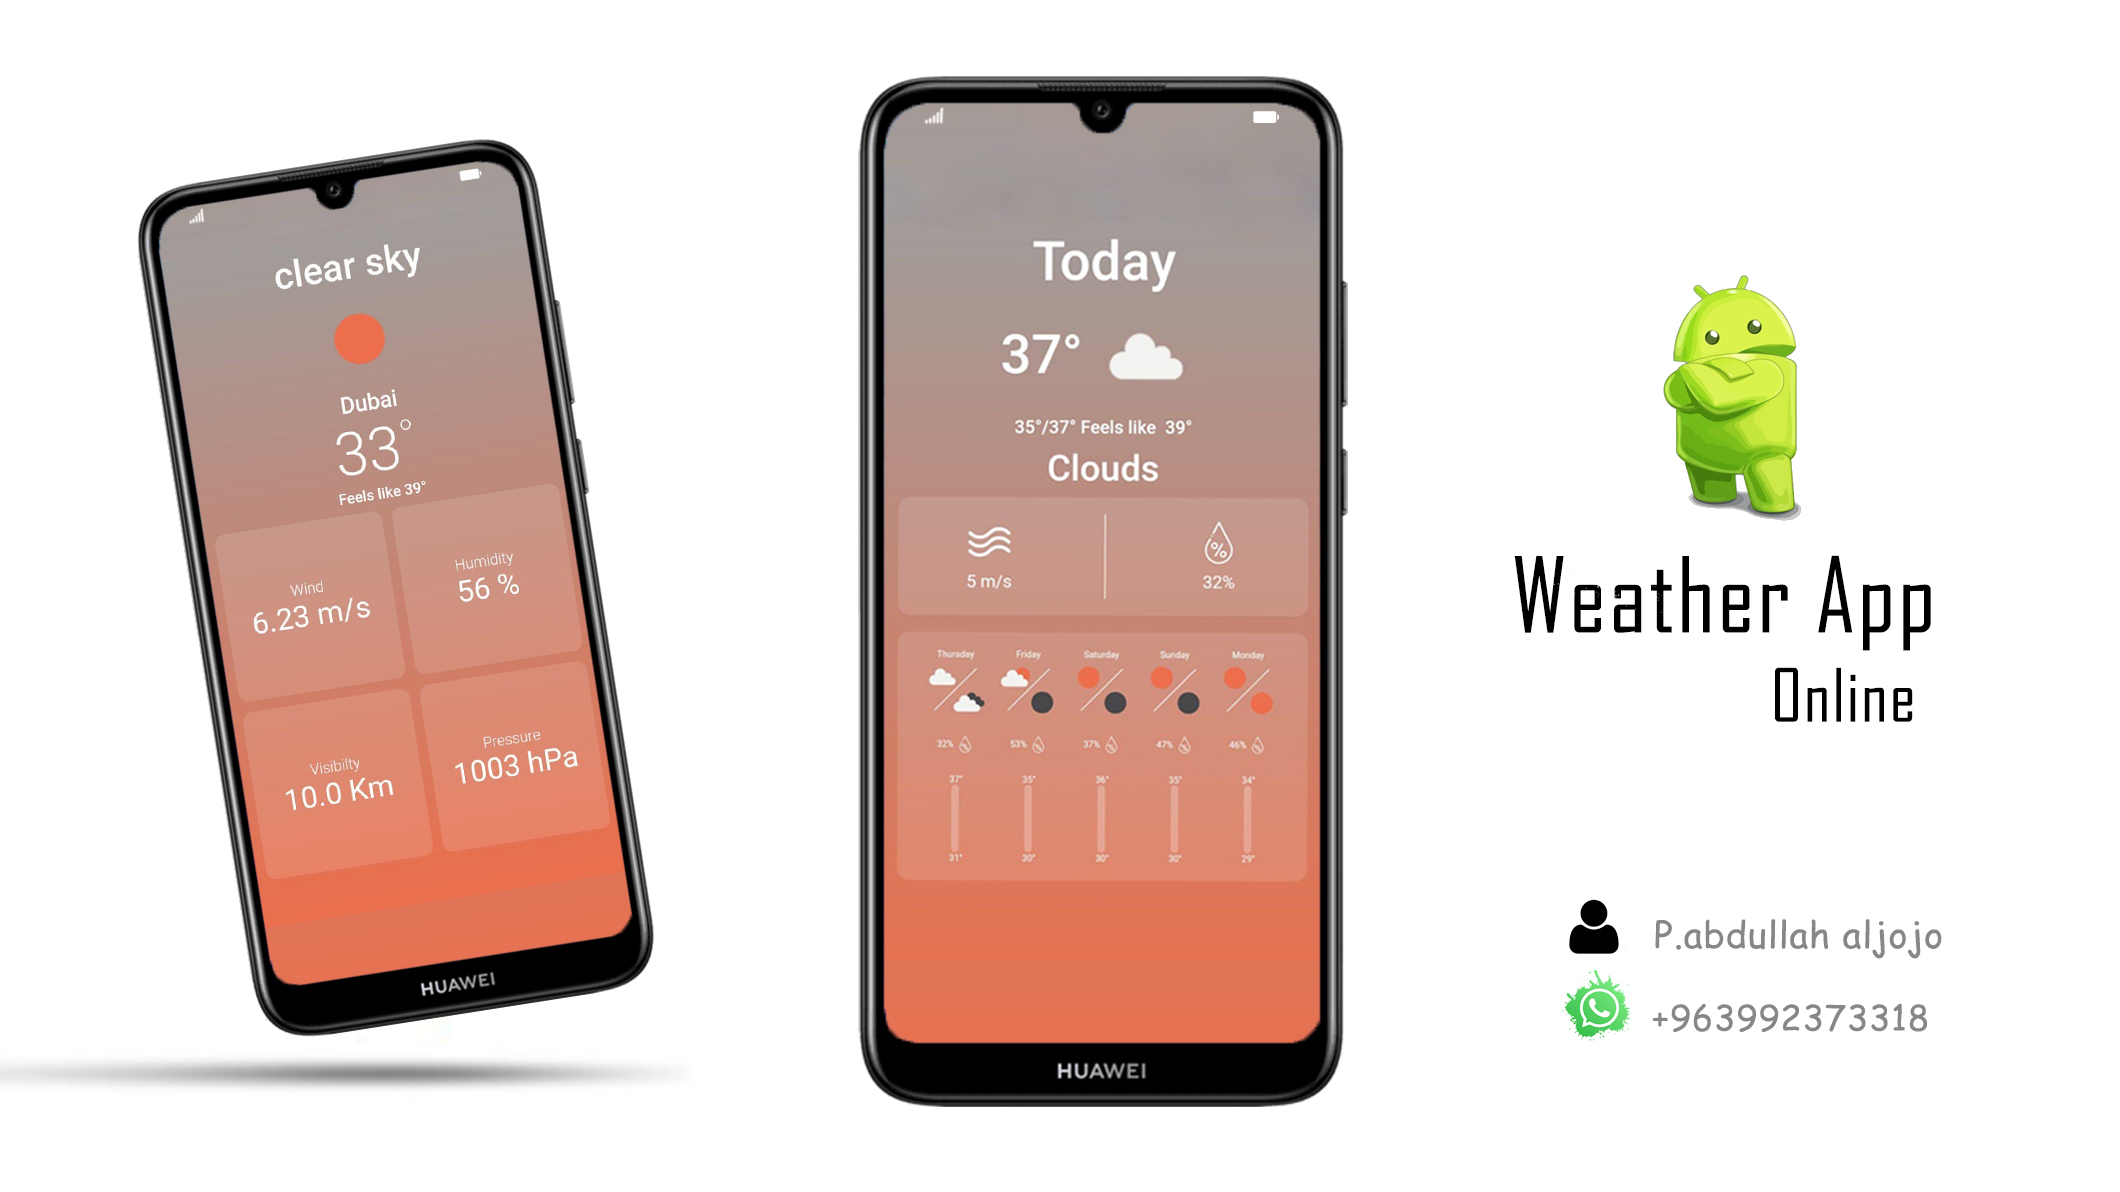 clear sky
Dubai
33°
Feels like 39°
Wind
6.23 m/s
Humidity
56 %
Visibilty
10.0 Km
Pressure
1003 hPa
HUAWEI
Today
37°
35°/37° Feels like 39°
Clouds
5 m/s
%
32%
Thursday Friday Saturday Sunday Monday
32% 53% 37% 47% 46%
37° 35° 36° 35° 34°
31° 30° 30° 30° 29°
HUAWEI
Weather App
Online
P.abdullah aljojo
+963992373318